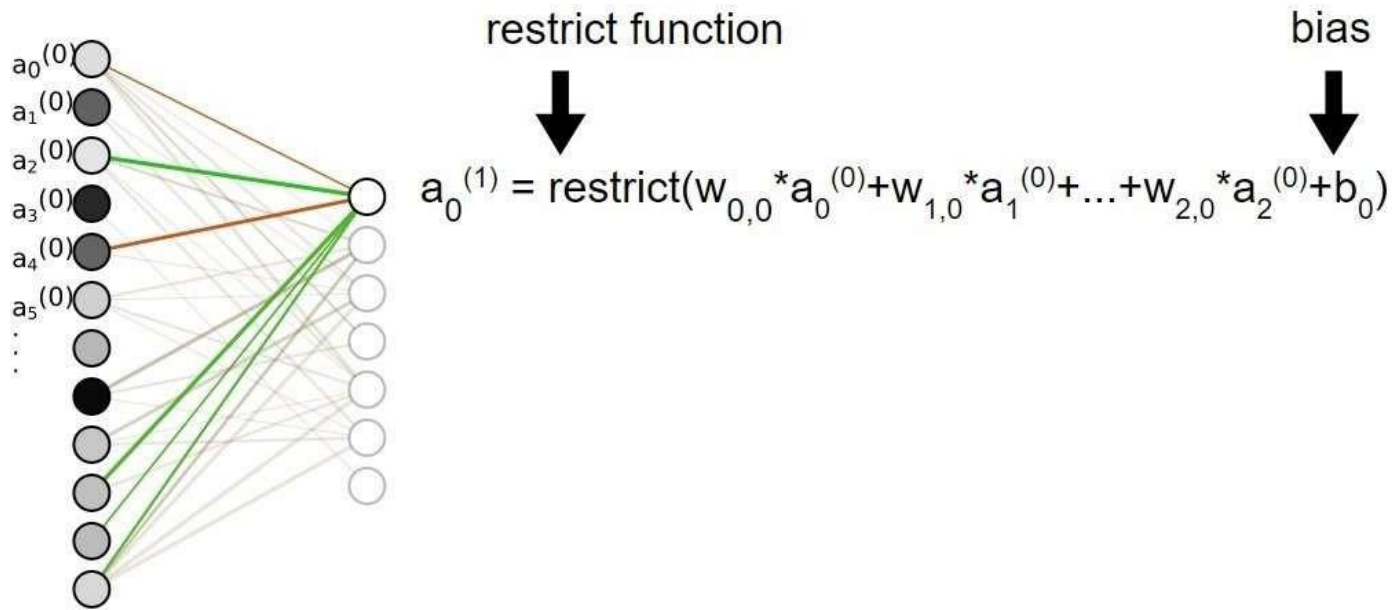 restrict function
bias
a₀⁽⁰⁾
a₁⁽⁰⁾
a₂⁽⁰⁾
a₃⁽⁰⁾
a₄⁽⁰⁾
a₅⁽⁰⁾
.
.
.
a₀⁽¹⁾ = restrict(w₀,₀*a₀⁽⁰⁾+w₁,₀*a₁⁽⁰⁾+...+w₂,₀*a₂⁽⁰⁾+b₀)